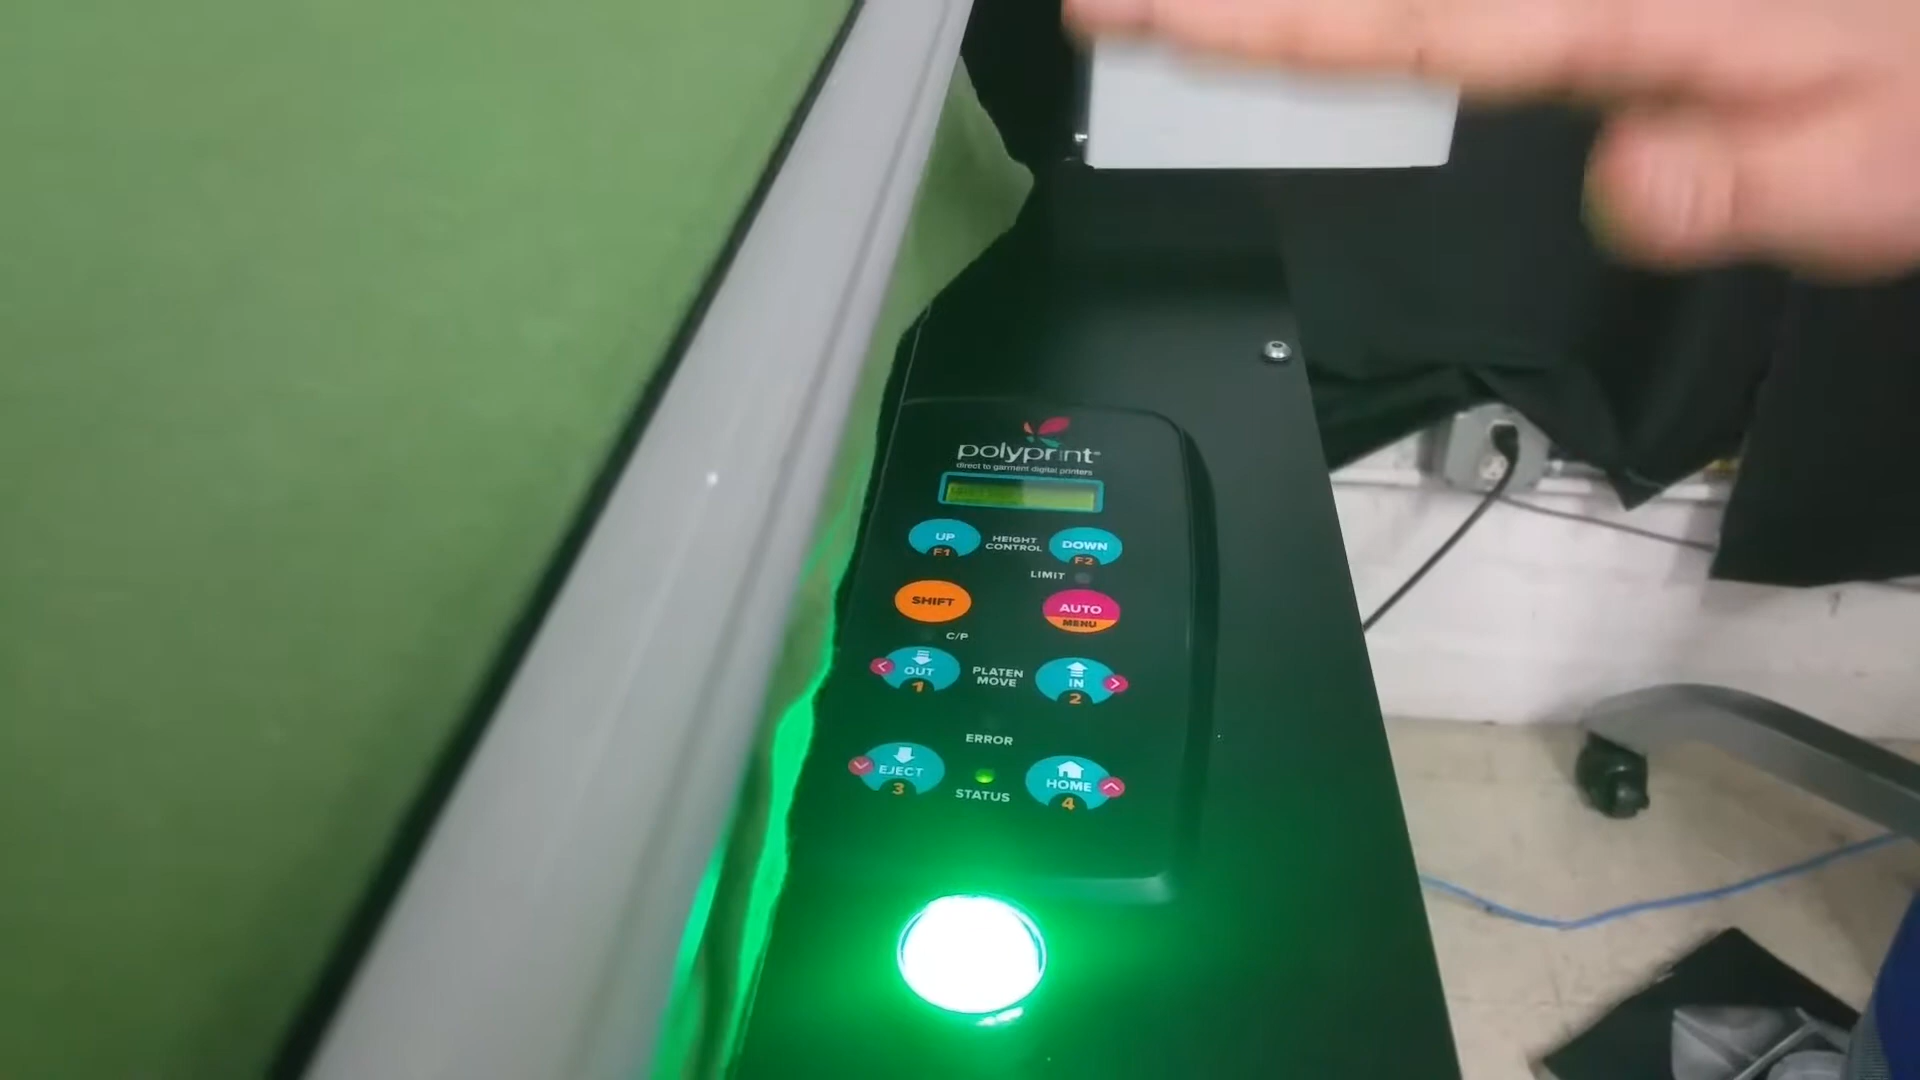 polyprint
direct to garment digital printers
UP
F1
HEIGHT
CONTROL
DOWN
F2
LIMIT
SHIFT
AUTO
MENU
C/P
OUT
1
PLATEN
MOVE
IN
2
ERROR
EJECT
3
STATUS
HOME
4